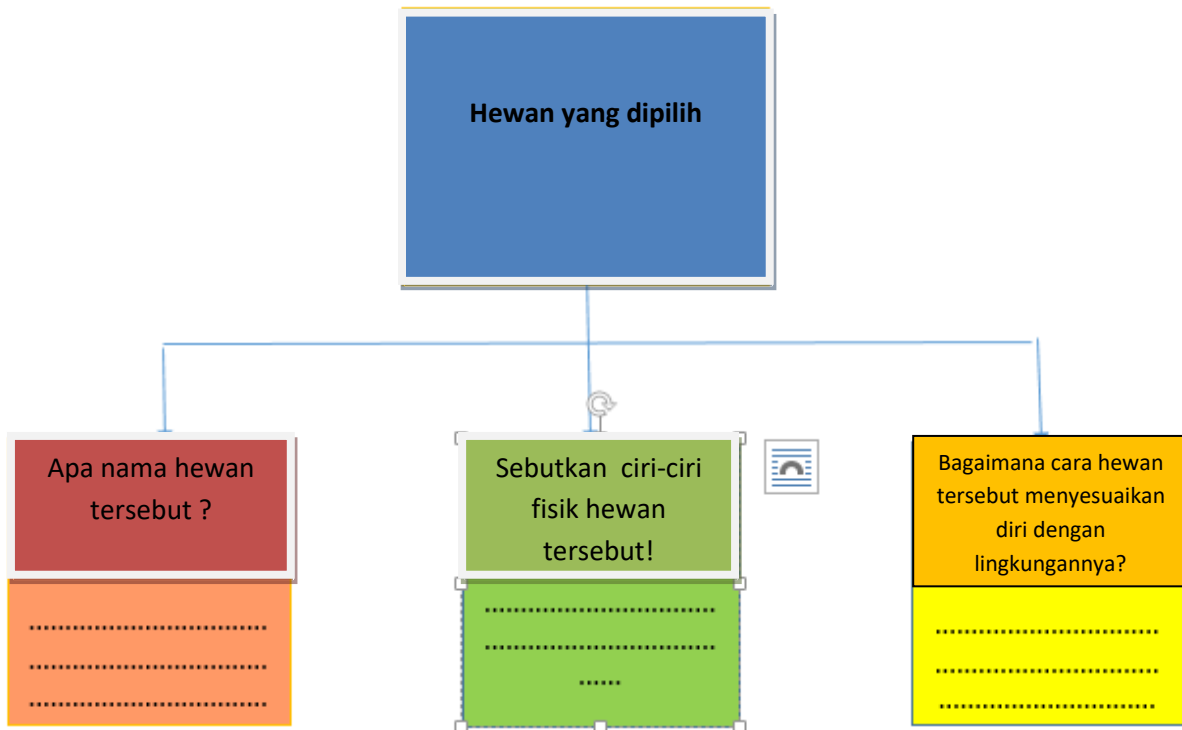 Hewan yang dipilih
Apa nama hewan
tersebut ?
..................................
..................................
..................................
Sebutkan ciri-ciri
fisik hewan
tersebut!
.................................
.................................
......
Bagaimana cara hewan
tersebut menyesuaikan
diri dengan
lingkungannya?
................................
................................
...............................